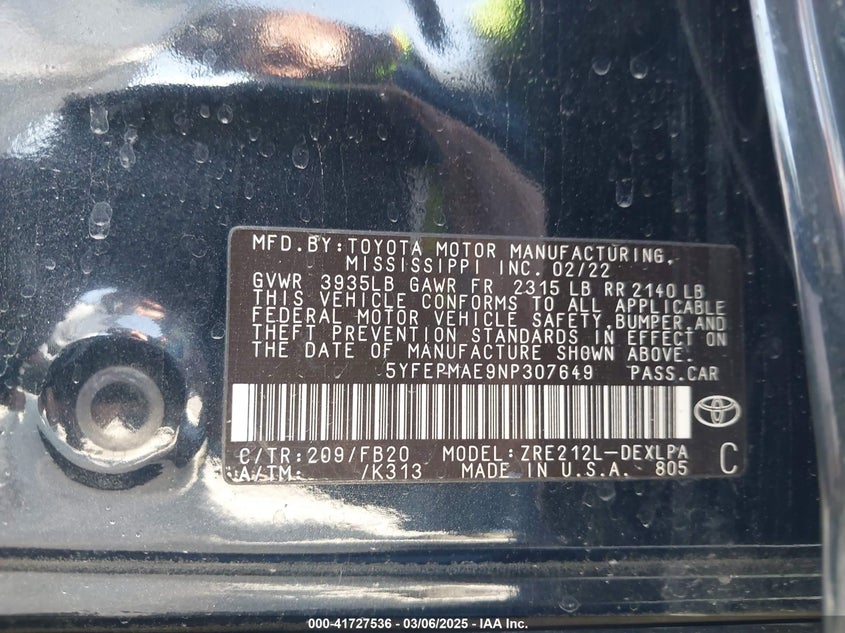 MFD.BY:TOYOTA MOTOR MANUFACTURING,
MISSISSIPPI INC. 02/22
GVWR 3935LB GAWR FR 2315 LB RR 2140 LB
THIS VEHICLE CONFORMS TO ALL APPLICABLE
FEDERAL MOTOR VEHICLE SAFETY, BUMPER, AND
THEFT PREVENTION STANDARDS IN EFFECT ON
THE DATE OF MANUFACTURE SHOWN ABOVE.
5YFEPMAE9NP307649 PASS.CAR
C/TR:209/FB20 MODEL:ZRE212L-DEXLPA
A/TM: /K313 MADE IN U.S.A. 805 C
000-41727536 - 03/06/2025 - IAA Inc.